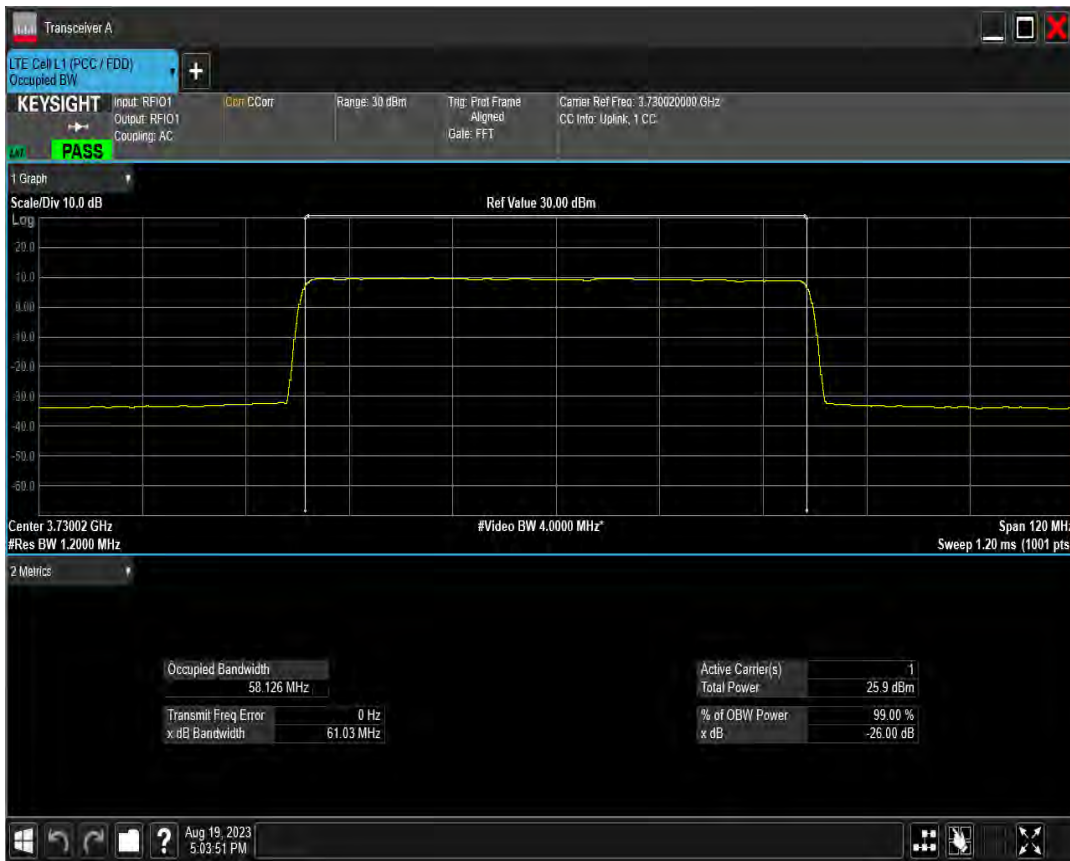 Transceiver A
LTE Cell L1 (PCC / FDD)
Occupied BW
+
KEYSIGHT
Input: RFIO1
Output: RFIO1
Coupling: AC
Corr CCorr
Range: 30 dBm
Trig: Prot Frame
Aligned
Gate: FFT
Carrier Ref Freq: 3.730020000 GHz
CC Info: Uplink, 1 CC
PASS
1 Graph
Scale/Div 10.0 dB
Ref Value 30.00 dBm
Log
20.0
10.0
0.00
-10.0
-20.0
-30.0
-40.0
-50.0
-60.0
Center 3.73002 GHz
#Video BW 4.0000 MHz*
Span 120 MHz
#Res BW 1.2000 MHz
Sweep 1.20 ms (1001 pts
2 Metrics
Occupied Bandwidth
58.126 MHz
Transmit Freq Error 0 Hz
x dB Bandwidth 61.03 MHz
Active Carrier(s) 1
Total Power 25.9 dBm
% of OBW Power 99.00 %
x dB -26.00 dB
?
Aug 19, 2023
5:03:51 PM